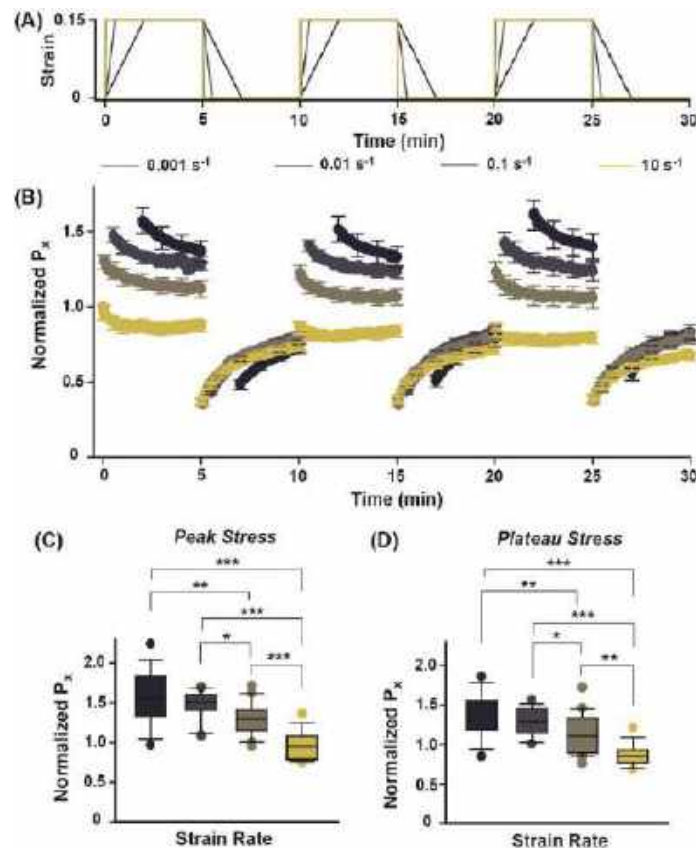 (A)
0.15
0
Strain
0 5 10 15 20 25 30
Time (min)
0.001 s-1 0.01 s-1 0.1 s-1 10 s-1
(B)
1.5
1.0
0.5
0
Normalized Px
0 5 10 15 20 25 30
Time (min)
(C) Peak Stress
*** 
**
***
* ***
2.0
1.5
1.0
0.5
0
Normalized Px
Strain Rate
(D) Plateau Stress
***
**
***
* **
2.0
1.5
1.0
0.5
0
Normalized Px
Strain Rate